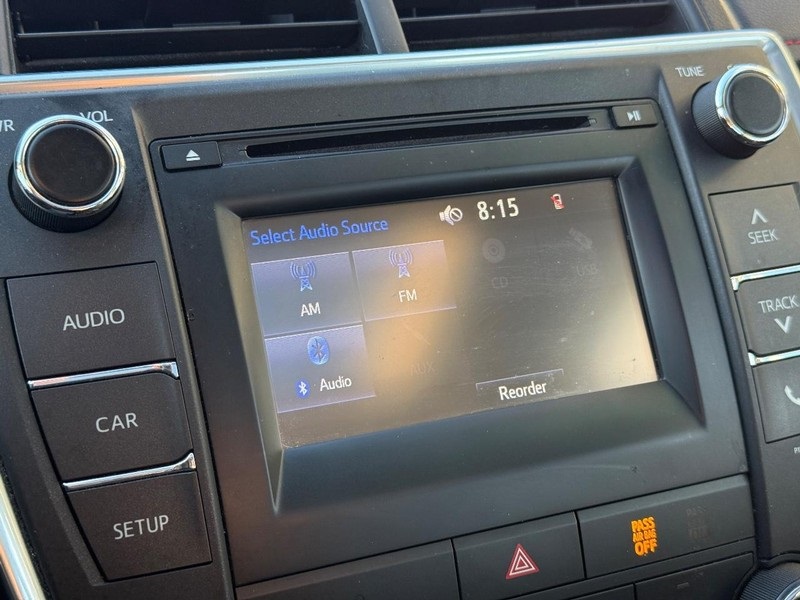 WR
VOL
TUNE
Select Audio Source
8:15
AM
FM
CD
USB
Audio
AUX
Reorder
AUDIO
CAR
SETUP
SEEK
TRACK
PASS
AIR BAG
OFF